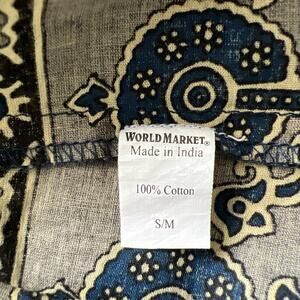 WORLD MARKET®
Made in India
100% Cotton
S/M